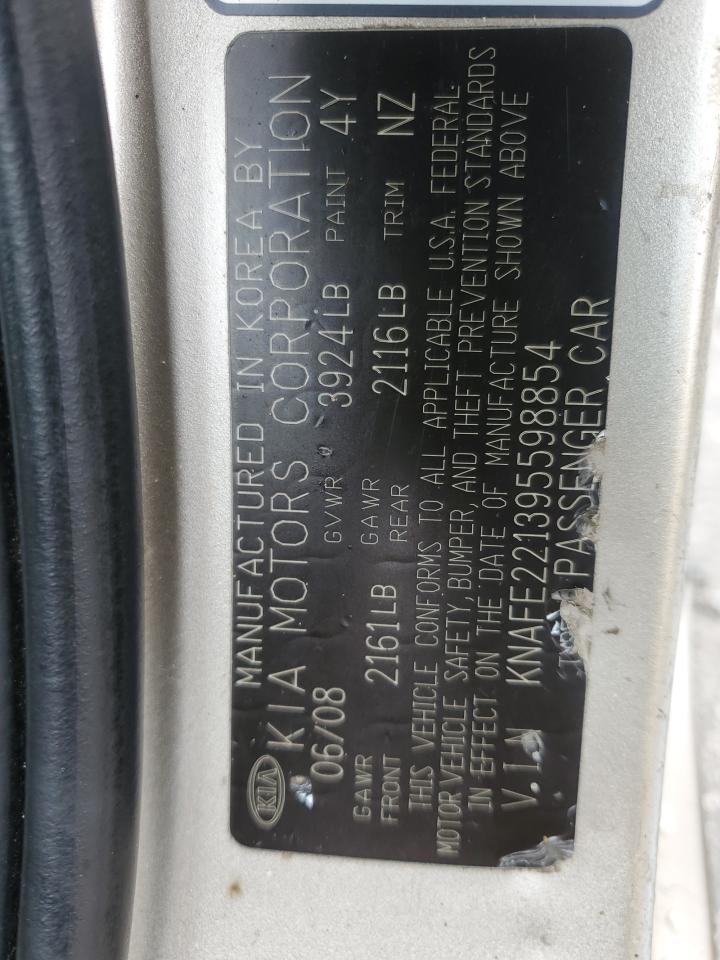 MANUFACTURED IN KOREA BY
KIA KIA MOTORS CORPORATION
06/08 GVWR 3924LB PAINT 4Y
GAWR FRONT 2161LB GAWR REAR 2116LB TRIM NZ
THIS VEHICLE CONFORMS TO ALL APPLICABLE U.S.A. FEDERAL
MOTOR VEHICLE SAFETY, BUMPER, AND THEFT PREVENTION STANDARDS
IN EFFECT ON THE DATE OF MANUFACTURE SHOWN ABOVE
V.I.N KNAFE221395598854
PASSENGER CAR